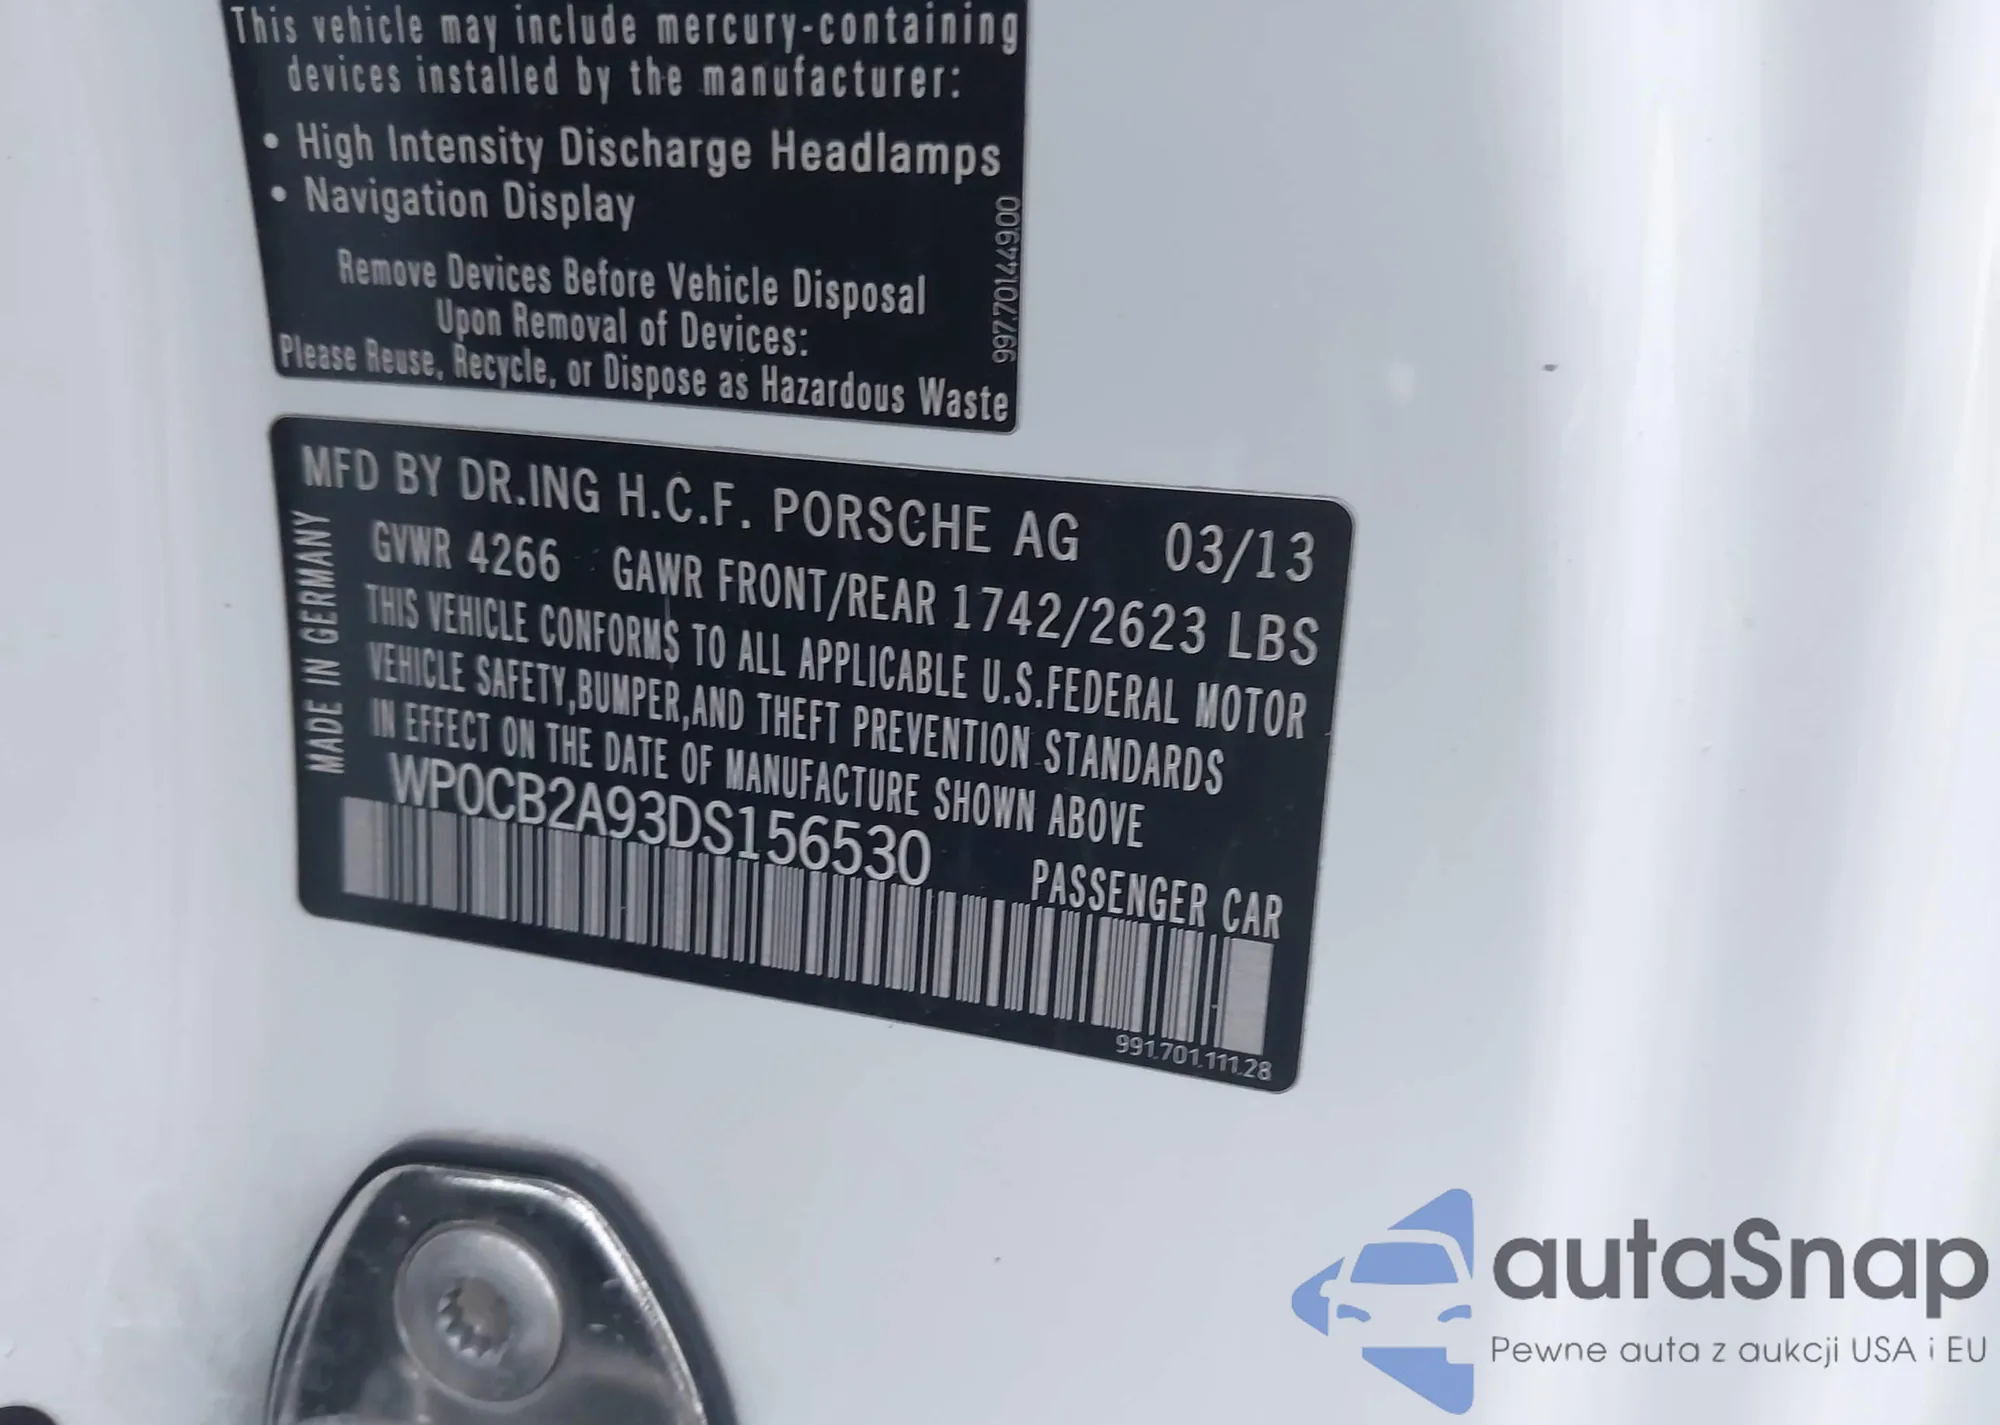 This vehicle may include mercury-containing
devices installed by the manufacturer:
• High Intensity Discharge Headlamps
• Navigation Display
Remove Devices Before Vehicle Disposal
Upon Removal of Devices:
Please Reuse, Recycle, or Dispose as Hazardous Waste
997.701.449.00
MFD BY DR.ING H.C.F. PORSCHE AG 03/13
GVWR 4266 GAWR FRONT/REAR 1742/2623 LBS
THIS VEHICLE CONFORMS TO ALL APPLICABLE U.S.FEDERAL MOTOR
VEHICLE SAFETY,BUMPER,AND THEFT PREVENTION STANDARDS
IN EFFECT ON THE DATE OF MANUFACTURE SHOWN ABOVE
WP0CB2A93DS156530
PASSENGER CAR
MADE IN GERMANY
991.701.111.28
autaSnap
Pewne auta z aukcji USA i EU